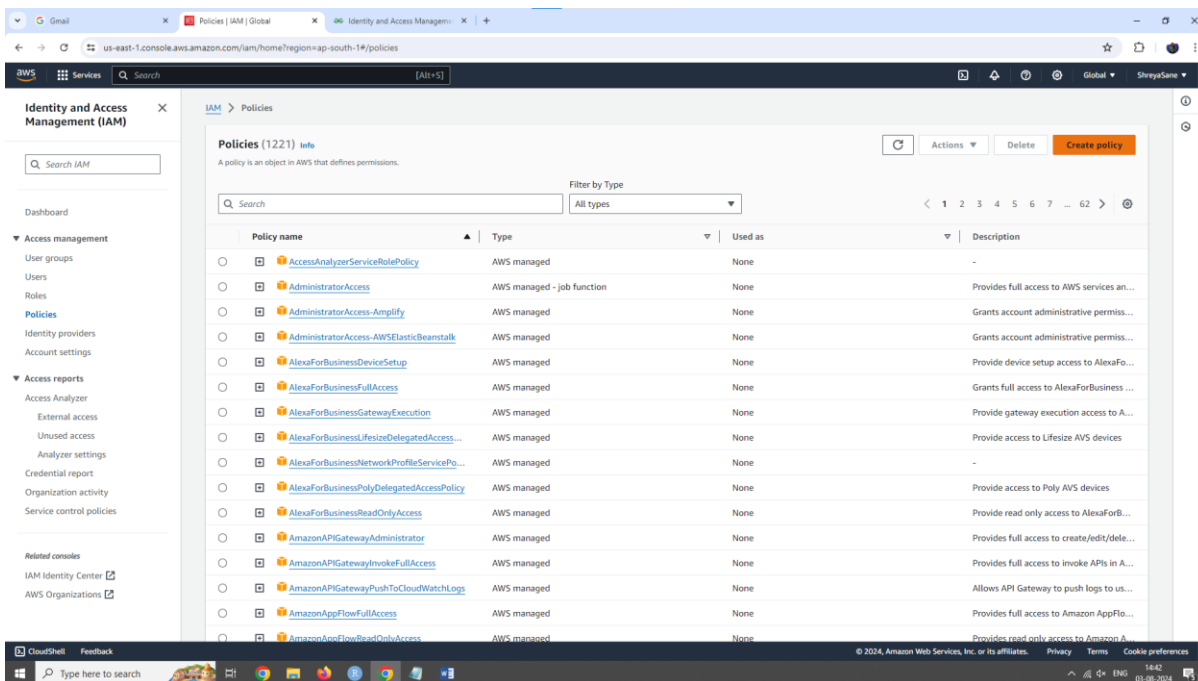 Gmail
Policies | IAM | Global
Identity and Access Managem
us-east-1.console.aws.amazon.com/iam/home?region=ap-south-1#/policies
aws
Services
Search
[Alt+S]
Global
ShreyaSane
Identity and Access
Management (IAM)
Search IAM
Dashboard
Access management
User groups
Users
Roles
Policies
Identity providers
Account settings
Access reports
Access Analyzer
External access
Unused access
Analyzer settings
Credential report
Organization activity
Service control policies
Related consoles
IAM Identity Center
AWS Organizations
IAM > Policies
Policies (1221) Info
A policy is an object in AWS that defines permissions.
Actions
Delete
Create policy
Filter by Type
Search
All types
1 2 3 4 5 6 7 ... 62
Policy name Type Used as Description
AccessAnalyzerServiceRolePolicy AWS managed None -
AdministratorAccess AWS managed - job function None Provides full access to AWS services an...
AdministratorAccess-Amplify AWS managed None Grants account administrative permiss...
AdministratorAccess-AWSElasticBeanstalk AWS managed None Grants account administrative permiss...
AlexaForBusinessDeviceSetup AWS managed None Provide device setup access to AlexaFo...
AlexaForBusinessFullAccess AWS managed None Grants full access to AlexaForBusiness ...
AlexaForBusinessGatewayExecution AWS managed None Provide gateway execution access to A...
AlexaForBusinessLifesizeDelegatedAccess... AWS managed None Provide access to Lifesize AVS devices
AlexaForBusinessNetworkProfileServicePo... AWS managed None -
AlexaForBusinessPolyDelegatedAccessPolicy AWS managed None Provide access to Poly AVS devices
AlexaForBusinessReadOnlyAccess AWS managed None Provide read only access to AlexaForB...
AmazonAPIGatewayAdministrator AWS managed None Provides full access to create/edit/dele...
AmazonAPIGatewayInvokeFullAccess AWS managed None Provides full access to invoke APIs in A...
AmazonAPIGatewayPushToCloudWatchLogs AWS managed None Allows API Gateway to push logs to us...
AmazonAppFlowFullAccess AWS managed None Provides full access to Amazon AppFlo...
AmazonAppFlowReadOnlyAccess AWS managed None Provides read only access to Amazon A...
CloudShell Feedback
© 2024, Amazon Web Services, Inc. or its affiliates. Privacy Terms Cookie preferences
Type here to search
ENG
14:42
03-08-2024